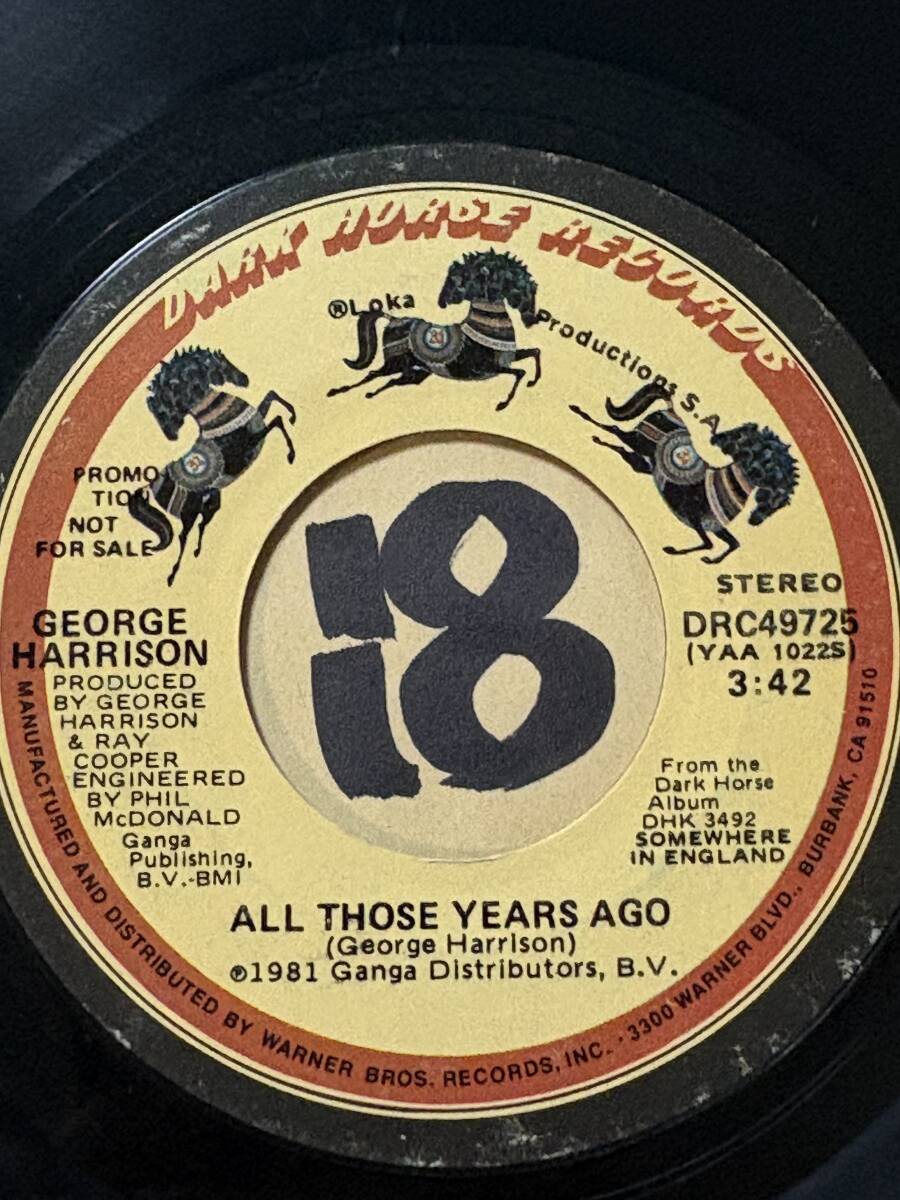 DARK HORSE RECORDS
®Loka Productions S.A.
PROMO
TION
NOT
FOR SALE
GEORGE
HARRISON
PRODUCED
BY GEORGE
HARRISON
& RAY
COOPER
ENGINEERED
BY PHIL
McDONALD
Ganga
Publishing,
B.V.-BMI
18
18
STEREO
DRC49725
(YAA 1022S)
3:42
From the
Dark Horse
Album
DHK 3492
SOMEWHERE
IN ENGLAND
ALL THOSE YEARS AGO
(George Harrison)
℗1981 Ganga Distributors, B.V.
MANUFACTURED AND DISTRIBUTED BY WARNER BROS. RECORDS, INC. · 3300 WARNER BLVD., BURBANK, CA 91510